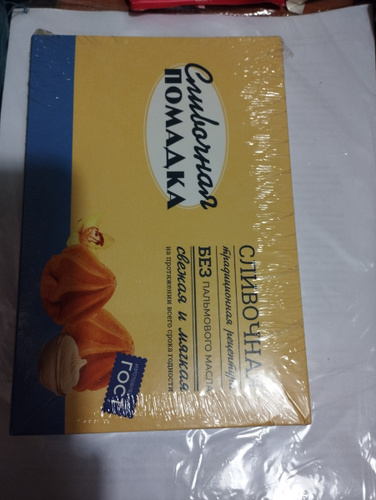 Сливочная
ПОМАДКА
СЛИВОЧНАЯ
традиционная рецептура
БЕЗ ПАЛЬМОВОГО МАСЛА
свежая и мягкая
на протяжении всего срока годности
ГОСТ